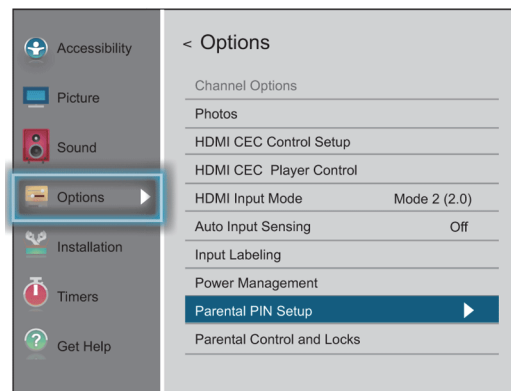 Accessibility
Picture
Sound
Options
Installation
Timers
Get Help
< Options
Channel Options
Photos
HDMI CEC Control Setup
HDMI CEC Player Control
HDMI Input Mode Mode 2 (2.0)
Auto Input Sensing Off
Input Labeling
Power Management
Parental PIN Setup
Parental Control and Locks